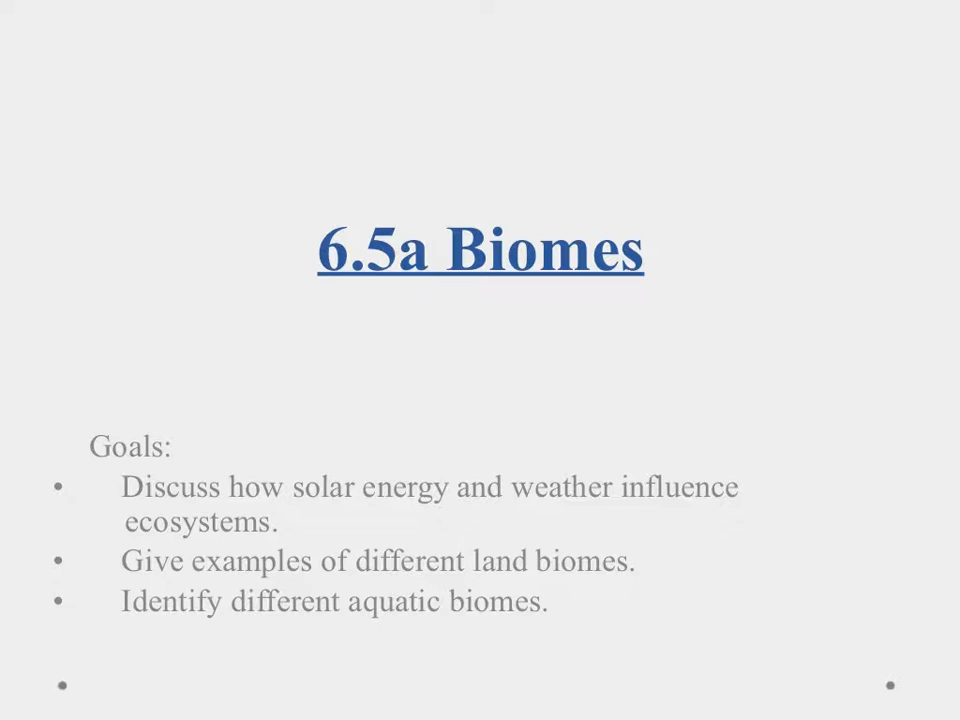 6.5a Biomes
Goals:
• Discuss how solar energy and weather influence
ecosystems.
• Give examples of different land biomes.
• Identify different aquatic biomes.